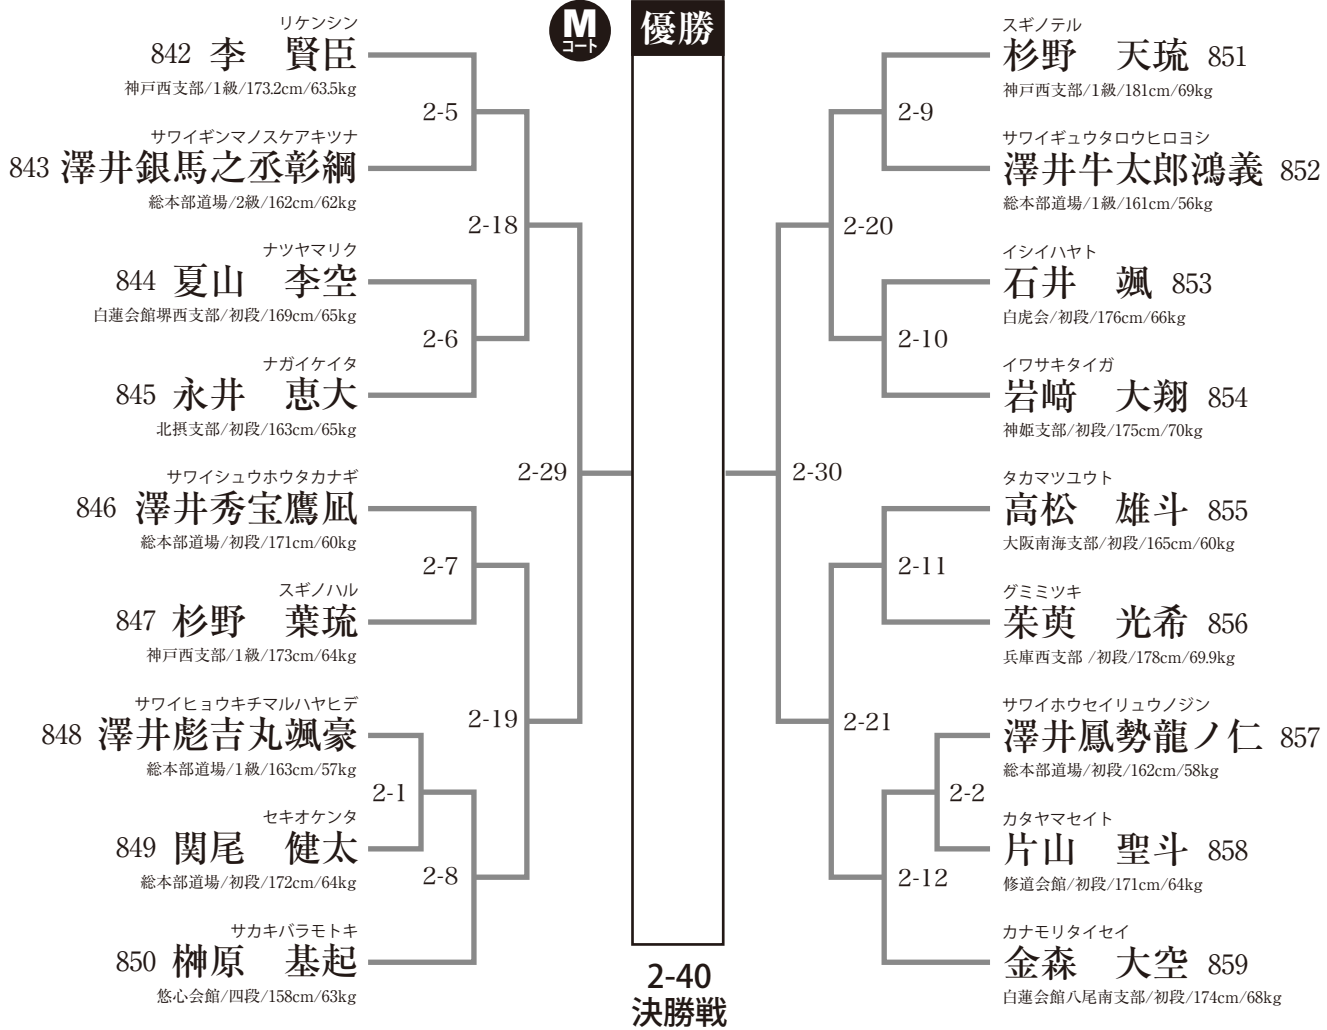 M
コート
優勝
リケンシン
842 李 賢臣
神戸西支部/1級/173.2cm/63.5kg
2-5
サワイギンマノスケアキツナ
843 澤井銀馬之丞彰綱
総本部道場/2級/162cm/62kg
2-18
ナツヤマリク
844 夏山 李空
白蓮会館堺西支部/初段/169cm/65kg
2-6
ナガイケイタ
845 永井 恵大
北摂支部/初段/163cm/65kg
2-29
サワイシュウホウタカナギ
846 澤井秀宝鷹凪
総本部道場/初段/171cm/60kg
2-7
スギノハル
847 杉野 葉琉
神戸西支部/1級/173cm/64kg
2-19
サワイヒョウキチマルハヤヒデ
848 澤井彪吉丸颯豪
総本部道場/1級/163cm/57kg
2-1
セキオケンタ
849 関尾 健太
総本部道場/初段/172cm/64kg
2-8
サカキバラモトキ
850 榊原 基起
悠心会館/四段/158cm/63kg
スギノテル
杉野 天琉 851
神戸西支部/1級/181cm/69kg
2-9
サワイギュウタロウヒロヨシ
澤井牛太郎鴻義 852
総本部道場/1級/161cm/56kg
2-20
イシイハヤト
石井 颯 853
白虎会/初段/176cm/66kg
2-10
イワサキタイガ
岩﨑 大翔 854
神姫支部/初段/175cm/70kg
2-30
タカマツユウト
高松 雄斗 855
大阪南海支部/初段/165cm/60kg
2-11
グミミツキ
茱萸 光希 856
兵庫西支部 /初段/178cm/69.9kg
2-21
サワイホウセイリュウノジン
澤井鳳勢龍ノ仁 857
総本部道場/初段/162cm/58kg
2-2
カタヤマセイト
片山 聖斗 858
修道会館/初段/171cm/64kg
2-12
カナモリタイセイ
金森 大空 859
白蓮会館八尾南支部/初段/174cm/68kg
2-40
決勝戦